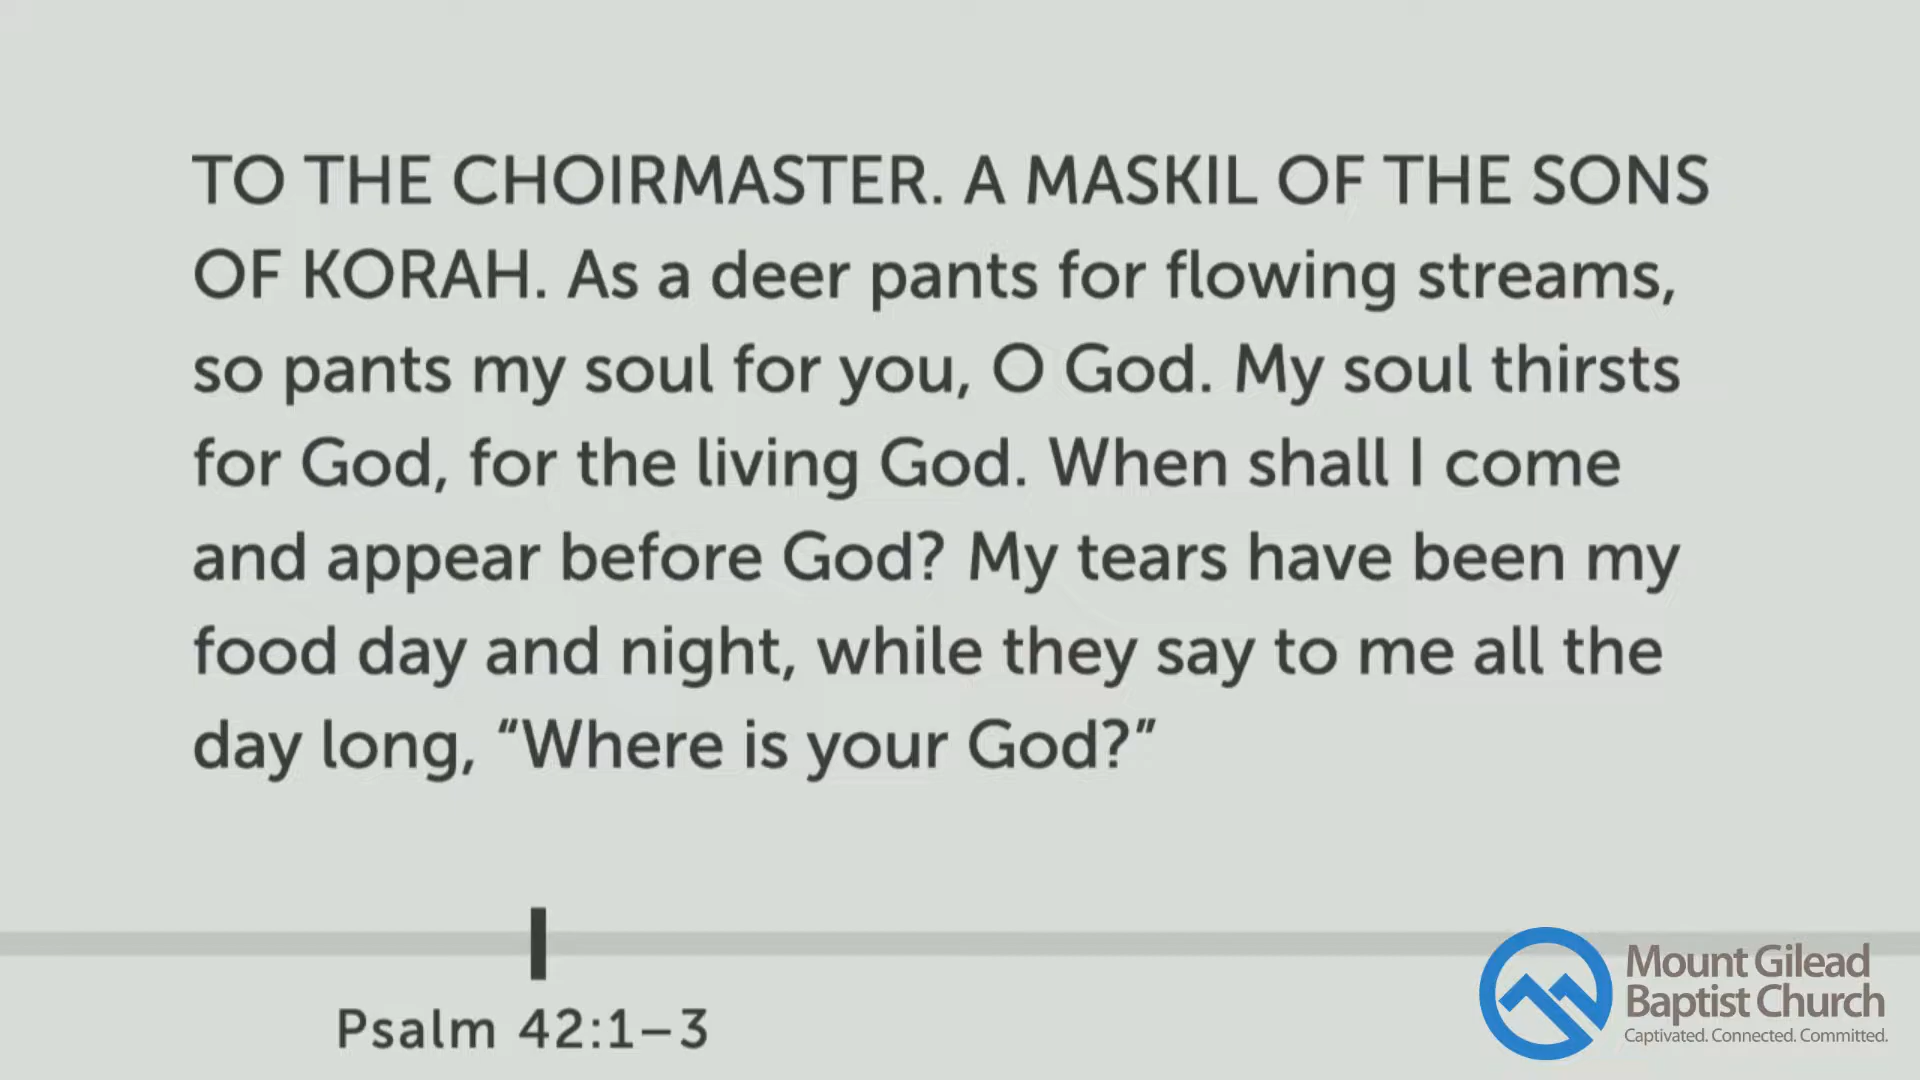 TO THE CHOIRMASTER. A MASKIL OF THE SONS
OF KORAH. As a deer pants for flowing streams,
so pants my soul for you, O God. My soul thirsts
for God, for the living God. When shall I come
and appear before God? My tears have been my
food day and night, while they say to me all the
day long, “Where is your God?”
Psalm 42:1–3
Mount Gilead
Baptist Church
Captivated. Connected. Committed.